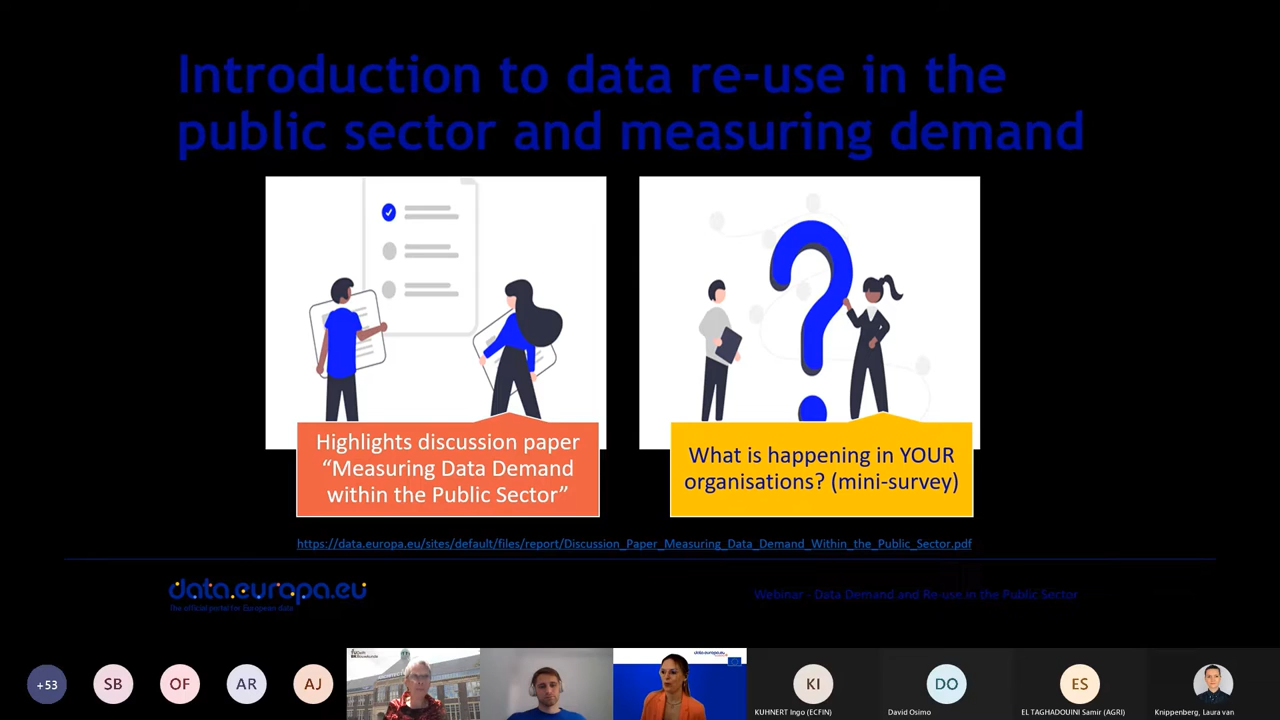 Introduction to data re-use in the
public sector and measuring demand
Highlights discussion paper
“Measuring Data Demand
within the Public Sector”
What is happening in YOUR
organisations? (mini-survey)
https://data.europa.eu/sites/default/files/report/Discussion_Paper_Measuring_Data_Demand_Within_the_Public_Sector.pdf
data.europa.eu
The official portal for European data
Webinar - Data Demand and Re-use in the Public Sector
+53
SB
OF
AR
AJ
data.europa.eu
KI
DO
ES
KUHNERT Ingo (ECFIN)
David Osimo
EL TAGHADOUINI Samir (AGRI)
Knippenberg, Laura van